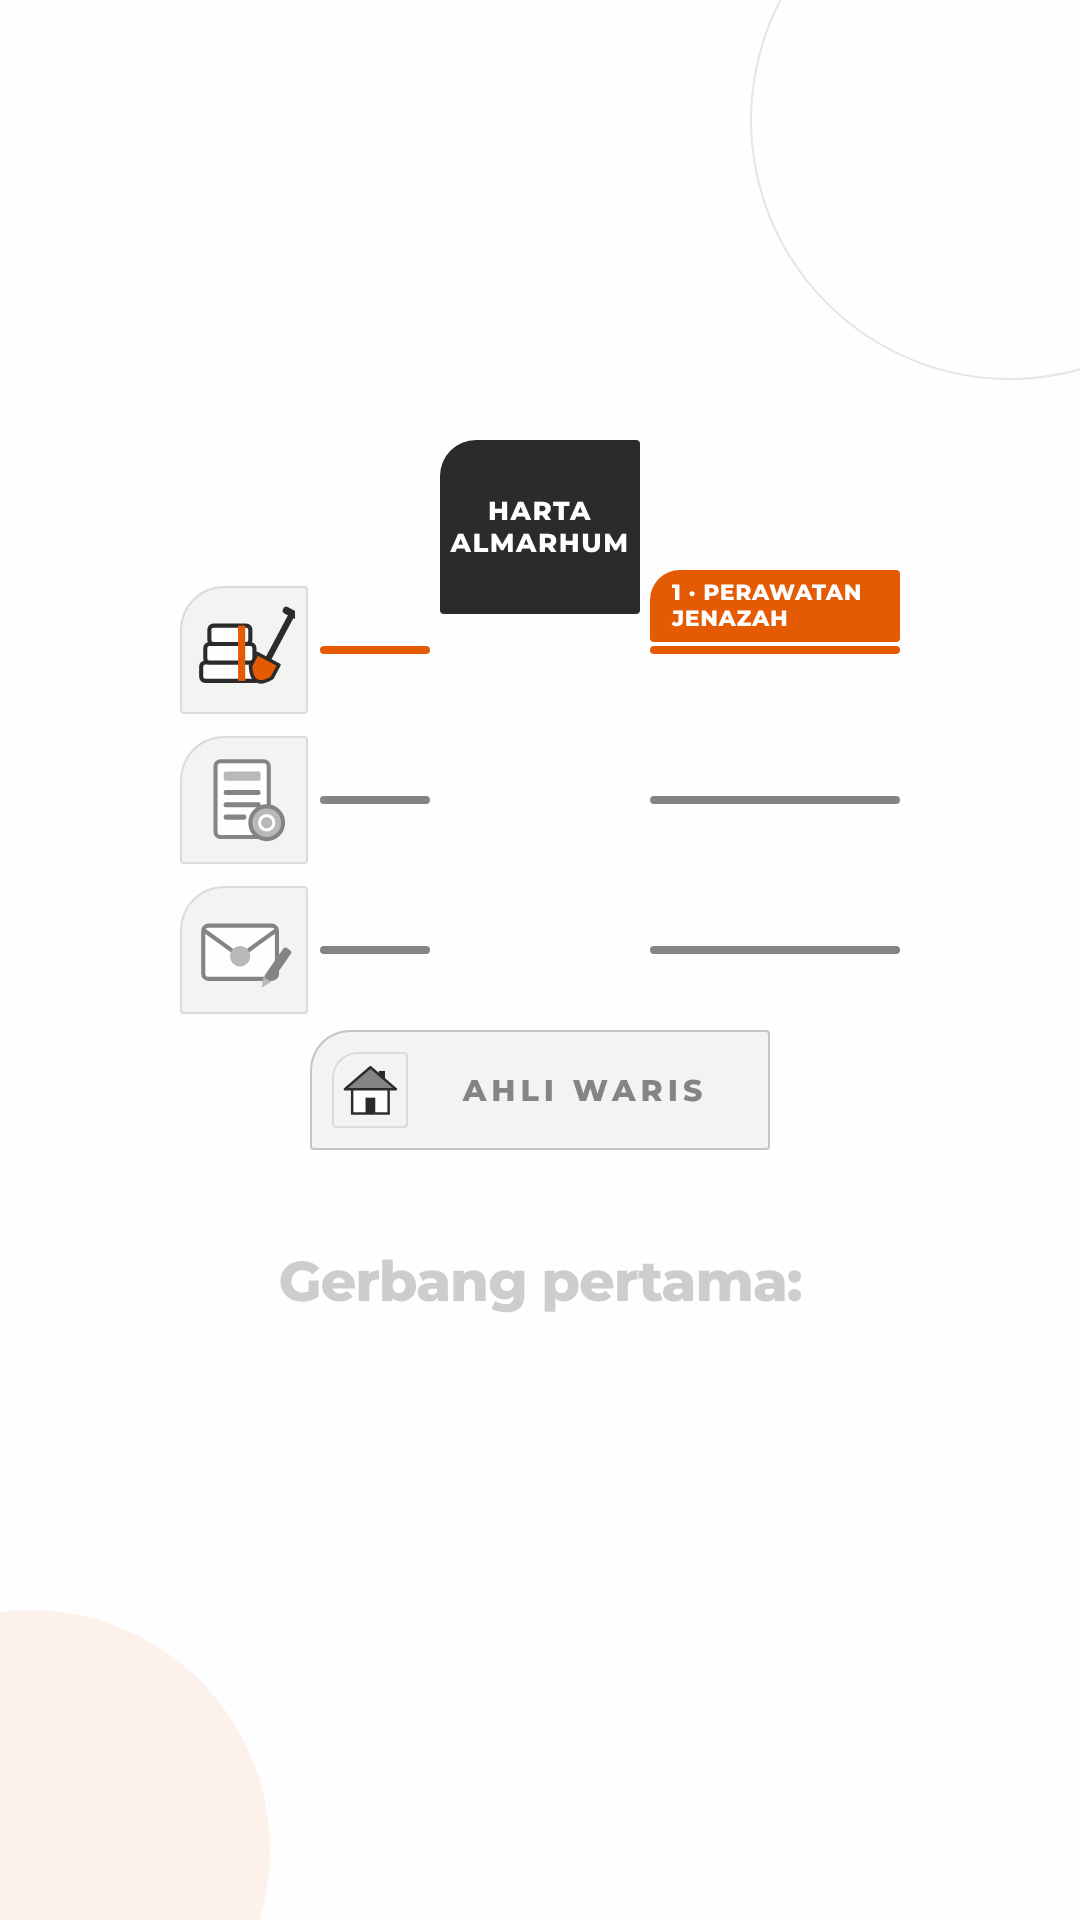 HARTA
ALMARHUM
1 • PERAWATAN
JENAZAH
AHLI WARIS
Gerbang pertama: